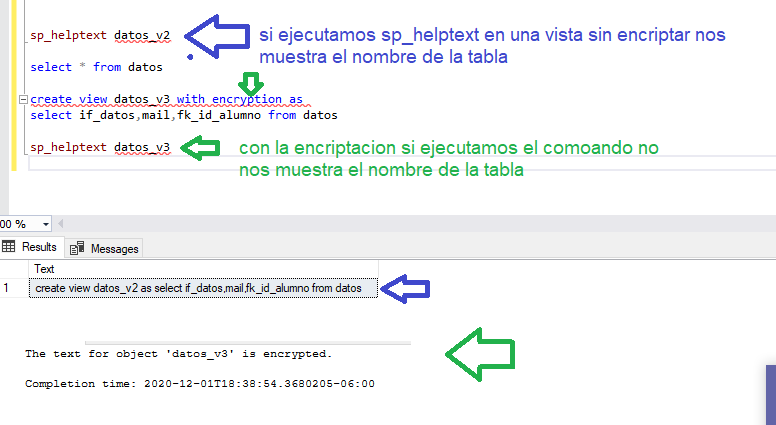 sp_helptext datos_v2
si ejecutamos sp_helptext en una vista sin encriptar nos
muestra el nombre de la tabla
select * from datos
create view datos_v3 with encryption as
select if_datos,mail,fk_id_alumno from datos
sp_helptext datos_v3
con la encriptacion si ejecutamos el comoando no
nos muestra el nombre de la tabla
00 %
Results
Messages
Text
1 create view datos_v2 as select if_datos,mail,fk_id_alumno from datos
The text for object 'datos_v3' is encrypted.
Completion time: 2020-12-01T18:38:54.3680205-06:00